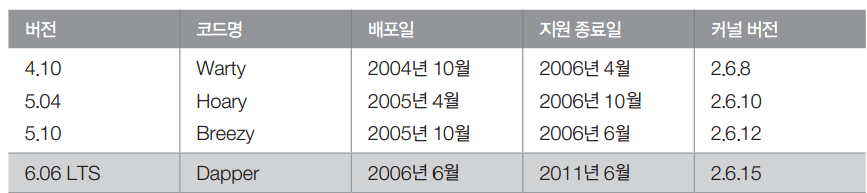 버전 코드명 배포일 지원 종료일 커널 버전
4.10 Warty 2004년 10월 2006년 4월 2.6.8
5.04 Hoary 2005년 4월 2006년 10월 2.6.10
5.10 Breezy 2005년 10월 2006년 6월 2.6.12
6.06 LTS Dapper 2006년 6월 2011년 6월 2.6.15